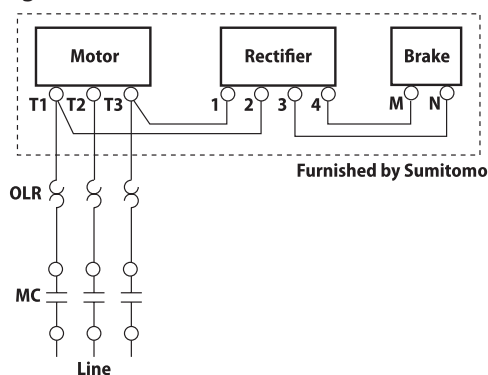 Motor Rectifier Brake
T1 T2 T3 1 2 3 4 M N
Furnished by Sumitomo
OLR
MC
Line